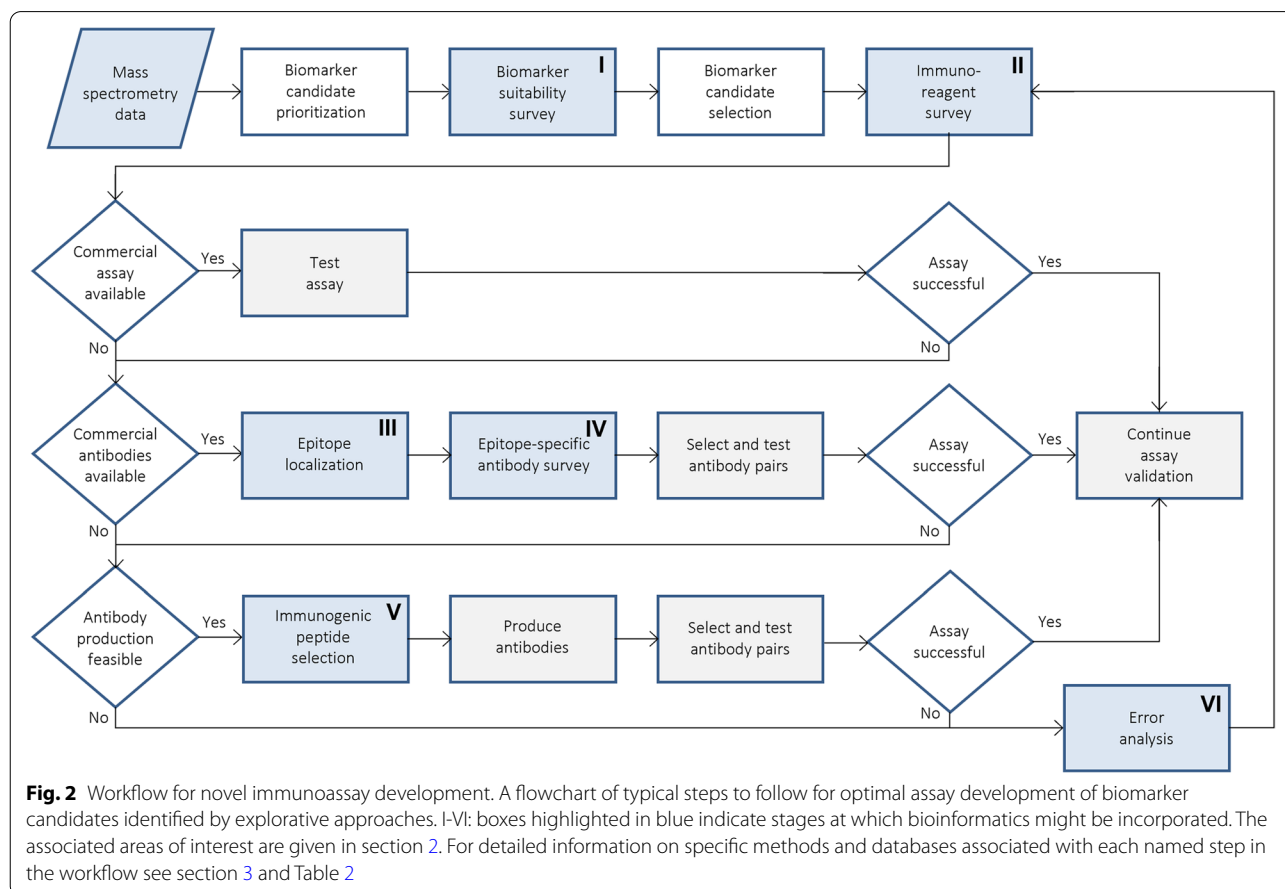 Mass
spectrometry
data
Biomarker
candidate
prioritization
I
Biomarker
suitability
survey
Biomarker
candidate
selection
II
Immuno-
reagent
survey
Commercial
assay
available
Yes
Test
assay
Assay
successful
Yes
No
No
Commercial
antibodies
available
Yes
III
Epitope
localization
IV
Epitope-specific
antibody survey
Select and test
antibody pairs
Assay
successful
Yes
Continue
assay
validation
No
No
Antibody
production
feasible
Yes
V
Immunogenic
peptide
selection
Produce
antibodies
Select and test
antibody pairs
Assay
successful
Yes
No
No
VI
Error
analysis
Fig. 2 Workflow for novel immunoassay development. A flowchart of typical steps to follow for optimal assay development of biomarker
candidates identified by explorative approaches. I-VI: boxes highlighted in blue indicate stages at which bioinformatics might be incorporated. The
associated areas of interest are given in section 2. For detailed information on specific methods and databases associated with each named step in
the workflow see section 3 and Table 2